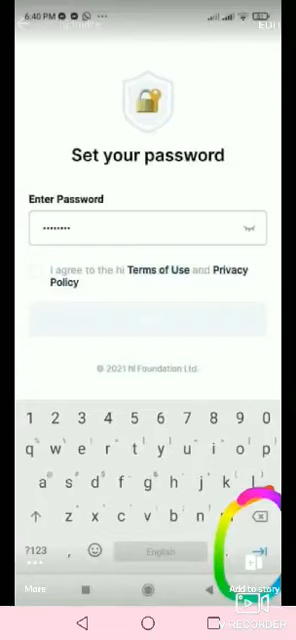 6:40 PM
EDIT
Set your password
Enter Password
••••••••
I agree to the hi Terms of Use and Privacy
Policy
© 2021 hi Foundation Ltd.
1 2 3 4 5 6 7 8 9 0
q w e r t y u i o p
a s d f g h j k l
z x c v b n
?123 , English .
More Add to story
RECORDER